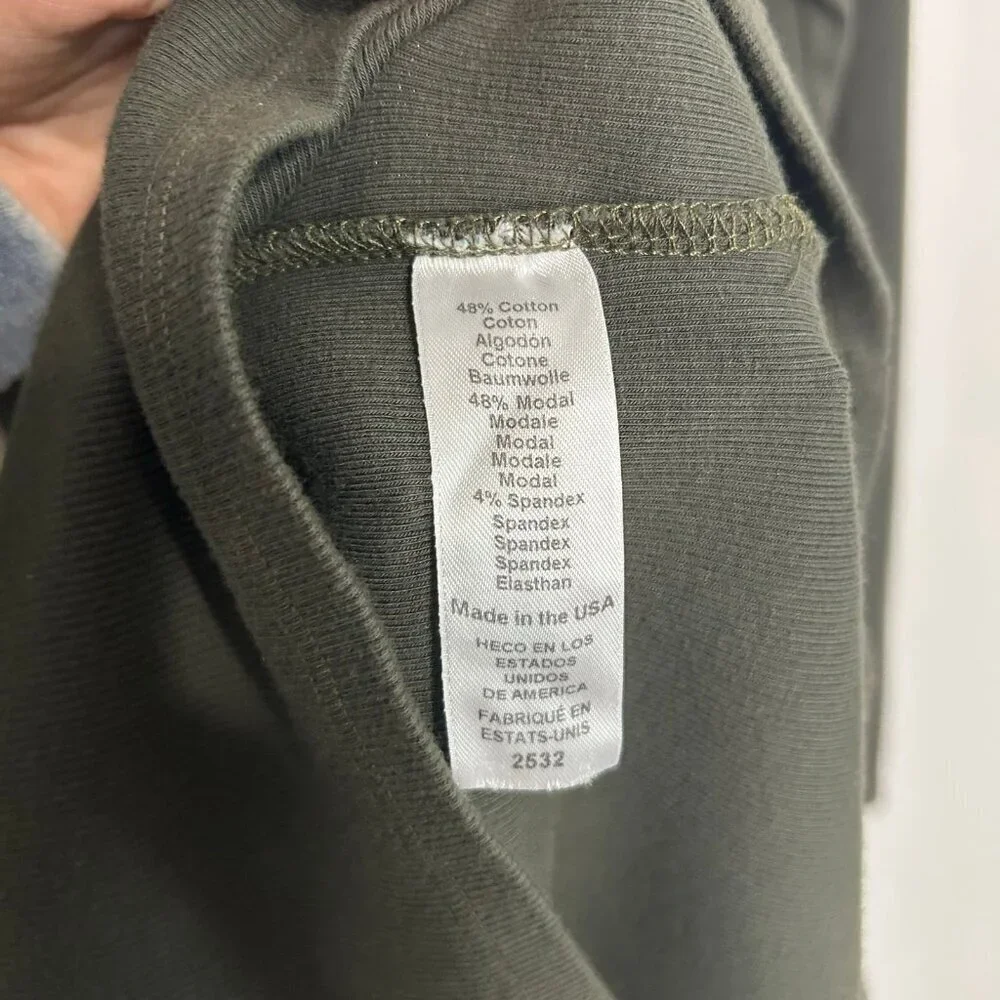 48% Cotton
Coton
Algodón
Cotone
Baumwolle
48% Modal
Modale
Modal
Modale
Modal
4% Spandex
Spandex
Spandex
Spandex
Elasthan
Made in the USA
HECO EN LOS
ESTADOS
UNIDOS
DE AMERICA
FABRIQUÉ EN
ESTATS-UNIS
2532